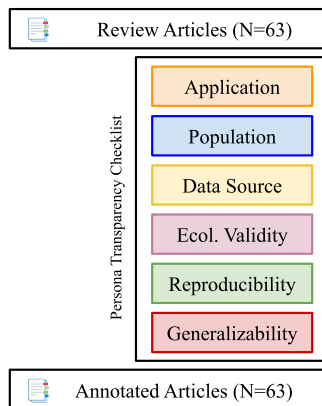 Review Articles (N=63)
Persona Transparency Checklist
Application
Population
Data Source
Ecol. Validity
Reproducibility
Generalizability
Annotated Articles (N=63)